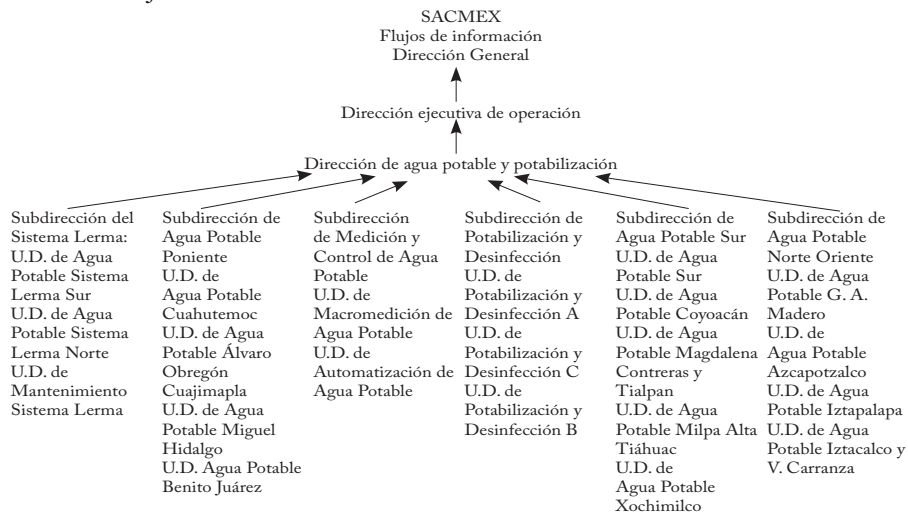 SACMEX
Flujos de información
Dirección General
Dirección ejecutiva de operación
Dirección de agua potable y potabilización
Subdirección del
Sistema Lerma:
U.D. de Agua
Potable Sistema
Lerma Sur
U.D. de Agua
Potable Sistema
Lerma Norte
U.D. de
Mantenimiento
Sistema Lerma
Subdirección de
Agua Potable
Poniente
U.D. de
Agua Potable
Cuahutemoc
U.D. de Agua
Potable Álvaro
Obregón
Cuajimapla
U.D. de Agua
Potable Miguel
Hidalgo
U.D. Agua Potable
Benito Juárez
Subdirección
de Medición y
Control de Agua
Potable
U.D. de
Macromedición de
Agua Potable
U.D. de
Automatización de
Agua Potable
Subdirección de
Potabilización y
Desinfección
U.D. de
Potabilización y
Desinfección A
U.D. de
Potabilización y
Desinfección C
U.D. de
Potabilización y
Desinfección B
Subdirección de
Agua Potable Sur
U.D. de Agua
Potable Sur
U.D. de Agua
Potable Coyoacán
U.D. de Agua
Potable Magdalena
Contreras y
Tialpan
U.D. de Agua
Potable Milpa Alta
Tiáhuac
U.D. de
Agua Potable
Xochimilco
Subdirección de
Agua Potable
Norte Oriente
U.D. de Agua
Potable G. A.
Madero
U.D. de
Agua Potable
Azcapotzalco
U.D. de Agua
Potable Iztapalapa
U.D. de Agua
Potable Iztacalco y
V. Carranza